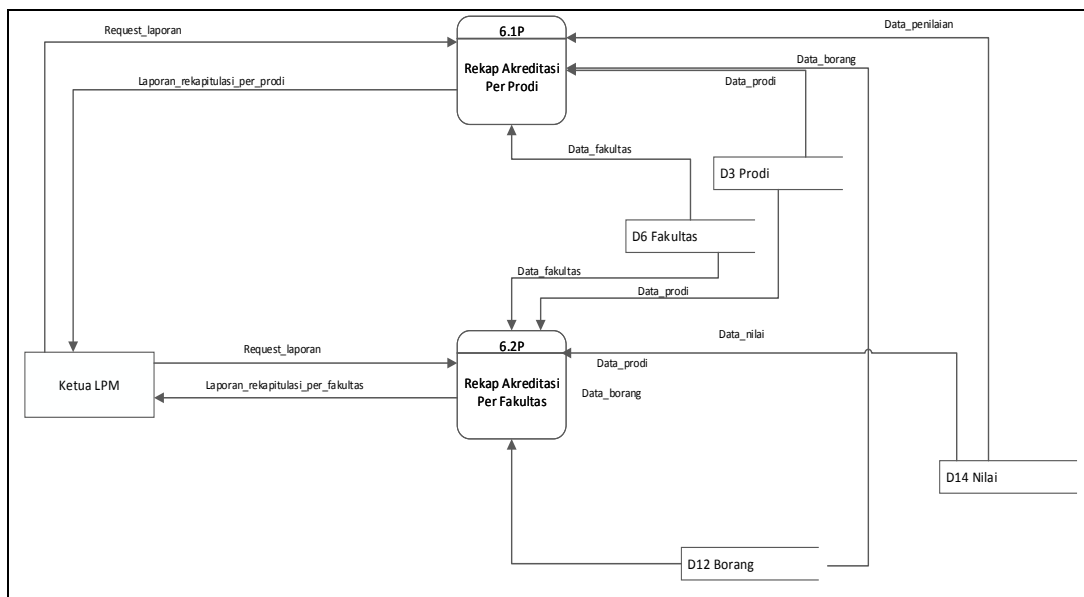 6.1P
Data_penilaian
Request_laporan
Data_borang
Rekap Akreditasi
Per Prodi
Laporan_rekapitulasi_per_prodi
Data_prodi
Data_fakultas
D3 Prodi
D6 Fakultas
Data_fakultas
Data_prodi
6.2P
Data_nilai
Request_laporan
Data_prodi
Ketua LPM
Laporan_rekapitulasi_per_fakultas
Rekap Akreditasi
Per Fakultas
Data_borang
D14 Nilai
D12 Borang